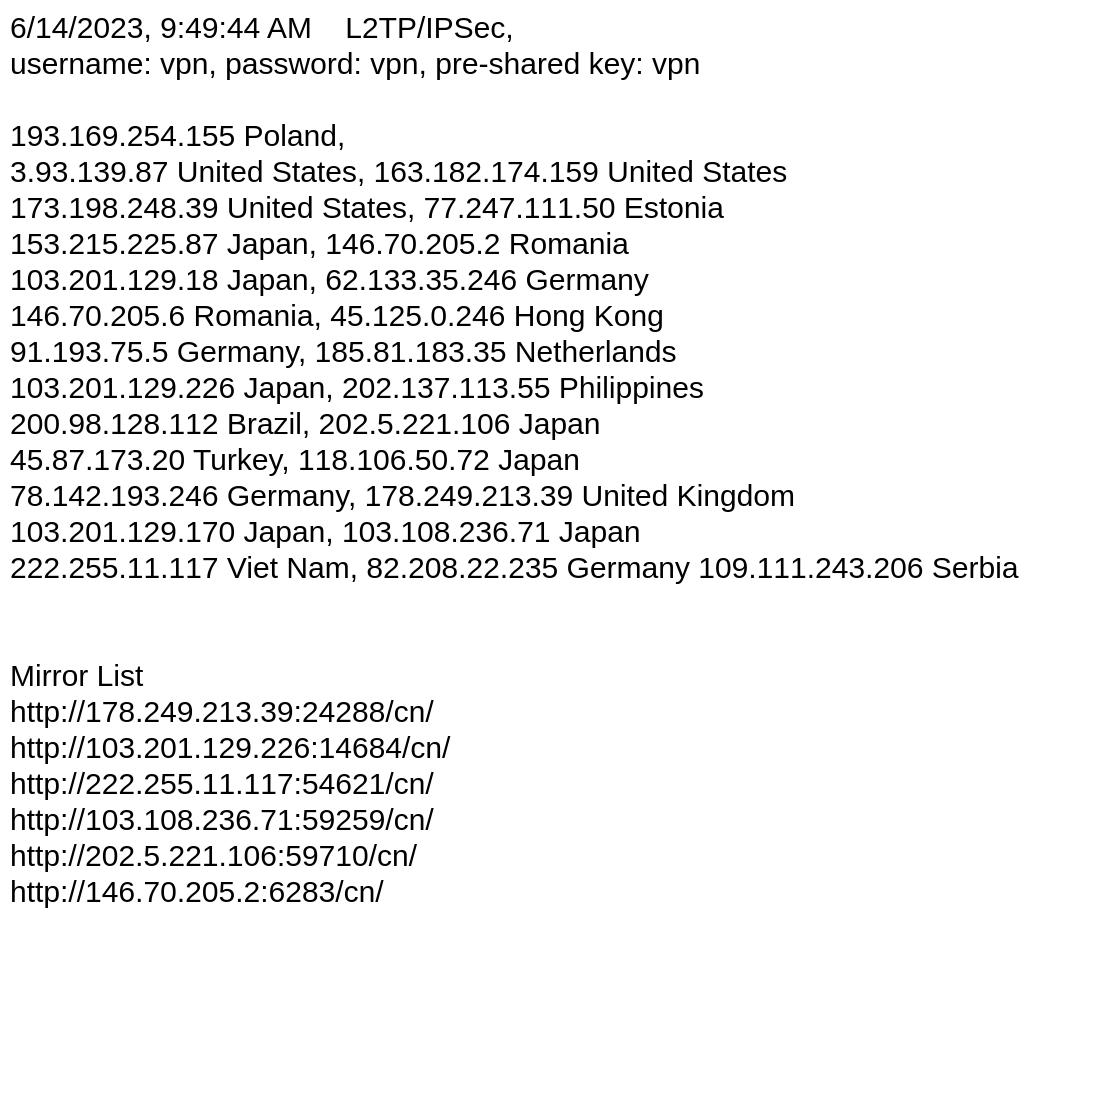 6/14/2023, 9:49:44 AM    L2TP/IPSec,
username: vpn, password: vpn, pre-shared key: vpn
193.169.254.155 Poland,
3.93.139.87 United States, 163.182.174.159 United States
173.198.248.39 United States, 77.247.111.50 Estonia
153.215.225.87 Japan, 146.70.205.2 Romania
103.201.129.18 Japan, 62.133.35.246 Germany
146.70.205.6 Romania, 45.125.0.246 Hong Kong
91.193.75.5 Germany, 185.81.183.35 Netherlands
103.201.129.226 Japan, 202.137.113.55 Philippines
200.98.128.112 Brazil, 202.5.221.106 Japan
45.87.173.20 Turkey, 118.106.50.72 Japan
78.142.193.246 Germany, 178.249.213.39 United Kingdom
103.201.129.170 Japan, 103.108.236.71 Japan
222.255.11.117 Viet Nam, 82.208.22.235 Germany 109.111.243.206 Serbia
Mirror List
http://178.249.213.39:24288/cn/
http://103.201.129.226:14684/cn/
http://222.255.11.117:54621/cn/
http://103.108.236.71:59259/cn/
http://202.5.221.106:59710/cn/
http://146.70.205.2:6283/cn/